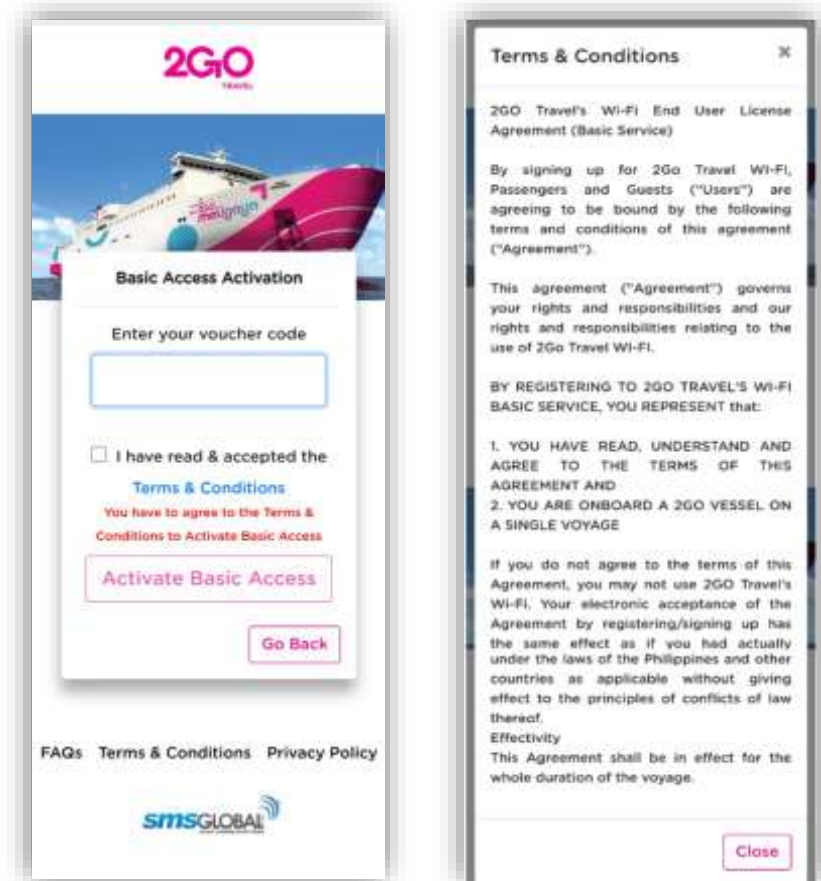 2GO
TRAVEL
2GO
maligaya
Basic Access Activation
Enter your voucher code
I have read & accepted the
Terms & Conditions
You have to agree to the Terms &
Conditions to Activate Basic Access
Activate Basic Access
Go Back
FAQs Terms & Conditions Privacy Policy
smsGLOBAL
Terms & Conditions ×
2GO Travel's Wi-Fi End User License
Agreement (Basic Service)
By signing up for 2Go Travel WI-FI,
Passengers and Guests ("Users") are
agreeing to be bound by the following
terms and conditions of this agreement
("Agreement").
This agreement ("Agreement") governs
your rights and responsibilities and our
rights and responsibilities relating to the
use of 2Go Travel WI-FI.
BY REGISTERING TO 2GO TRAVEL'S WI-FI
BASIC SERVICE, YOU REPRESENT that:
1. YOU HAVE READ, UNDERSTAND AND
AGREE TO THE TERMS OF THIS
AGREEMENT AND
2. YOU ARE ONBOARD A 2GO VESSEL ON
A SINGLE VOYAGE
If you do not agree to the terms of this
Agreement, you may not use 2GO Travel's
Wi-Fi. Your electronic acceptance of the
Agreement by registering/signing up has
the same effect as if you had actually
under the laws of the Philippines and other
countries as applicable without giving
effect to the principles of conflicts of law
thereof.
Effectivity
This Agreement shall be in effect for the
whole duration of the voyage.
Close